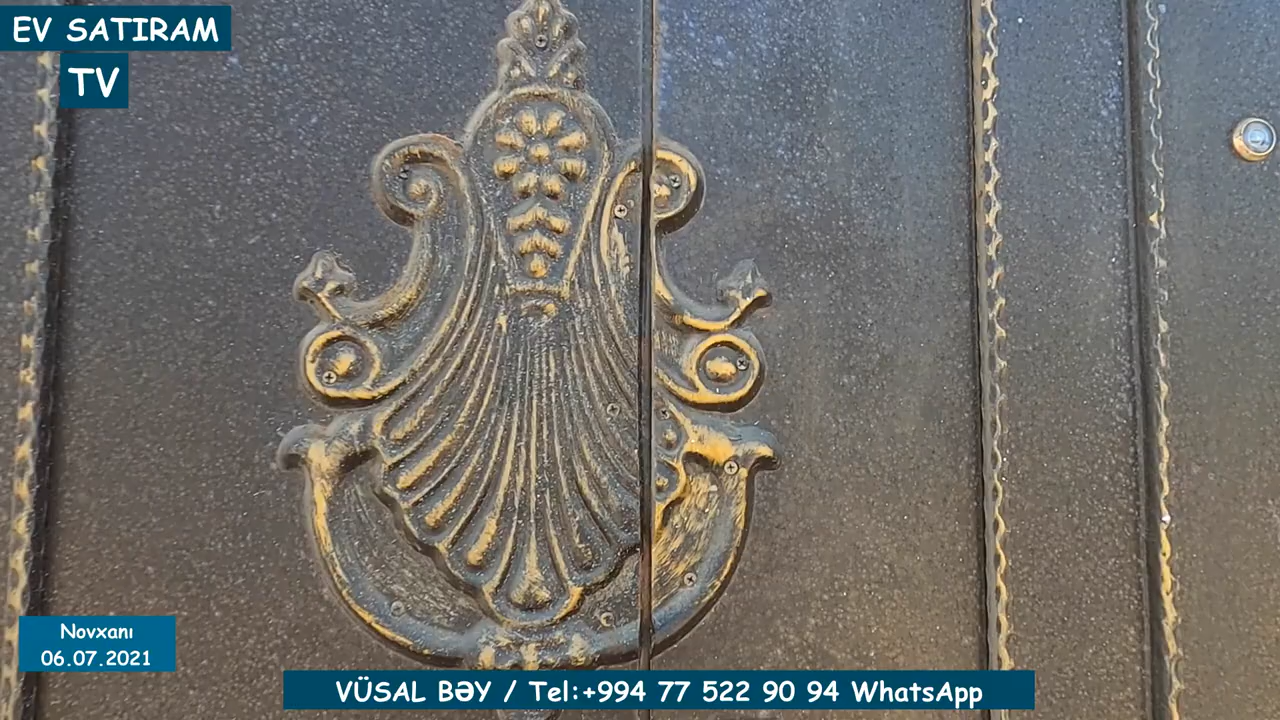 EV SATIRAM
TV
Novxanı
06.07.2021
VÜSAL BƏY / Tel:+994 77 522 90 94 WhatsApp